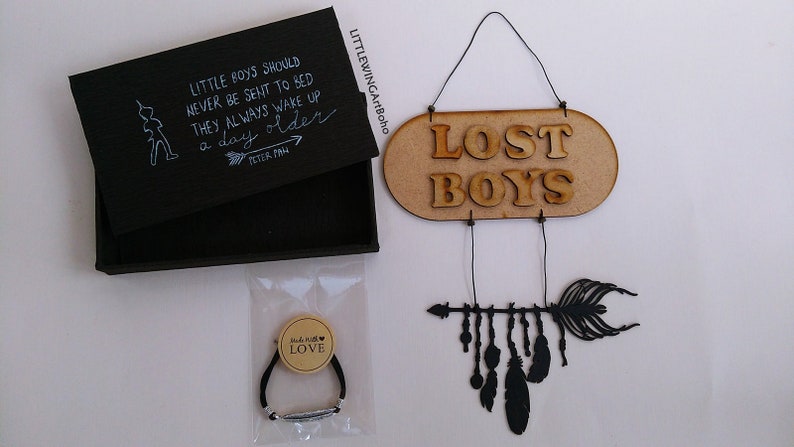 LITTLE BOYS SHOULD
NEVER BE SENT TO BED
THEY ALWAYS WAKE UP
a day older
PETER PAN
LITTLEWINGArtBoho
LOST
BOYS
Made With
LOVE